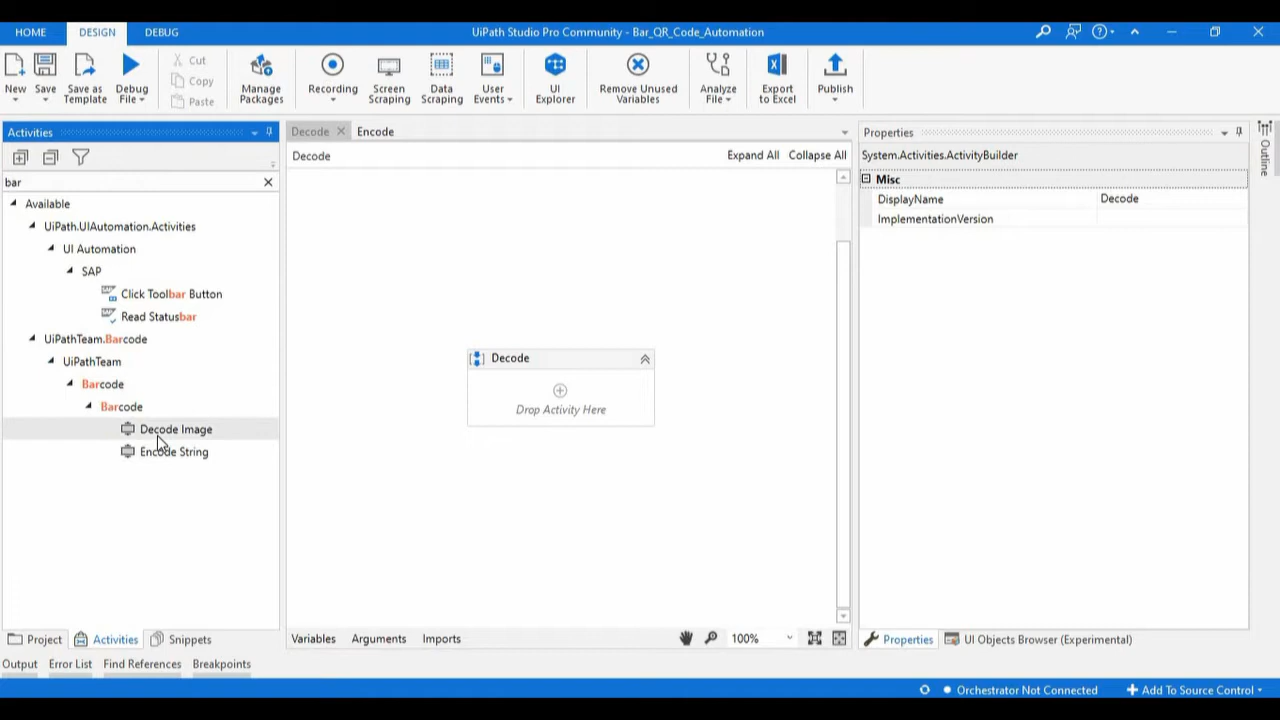 HOME DESIGN DEBUG UiPath Studio Pro Community - Bar_QR_Code_Automation
New Save Save as Template Debug File Cut Copy Paste Manage Packages Recording Screen Scraping Data Scraping User Events UI Explorer Remove Unused Variables Analyze File Export to Excel Publish
Activities
bar
Available
UiPath.UIAutomation.Activities
UI Automation
SAP
Click Toolbar Button
Read Statusbar
UiPathTeam.Barcode
UiPathTeam
Barcode
Barcode
Decode Image
Encode String
Project Activities Snippets
Decode Encode
Decode Expand All Collapse All
Decode
Drop Activity Here
Variables Arguments Imports 100%
Properties
System.Activities.ActivityBuilder
Misc
DisplayName Decode
ImplementationVersion
Properties UI Objects Browser (Experimental)
Outline
Output Error List Find References Breakpoints
Orchestrator Not Connected Add To Source Control